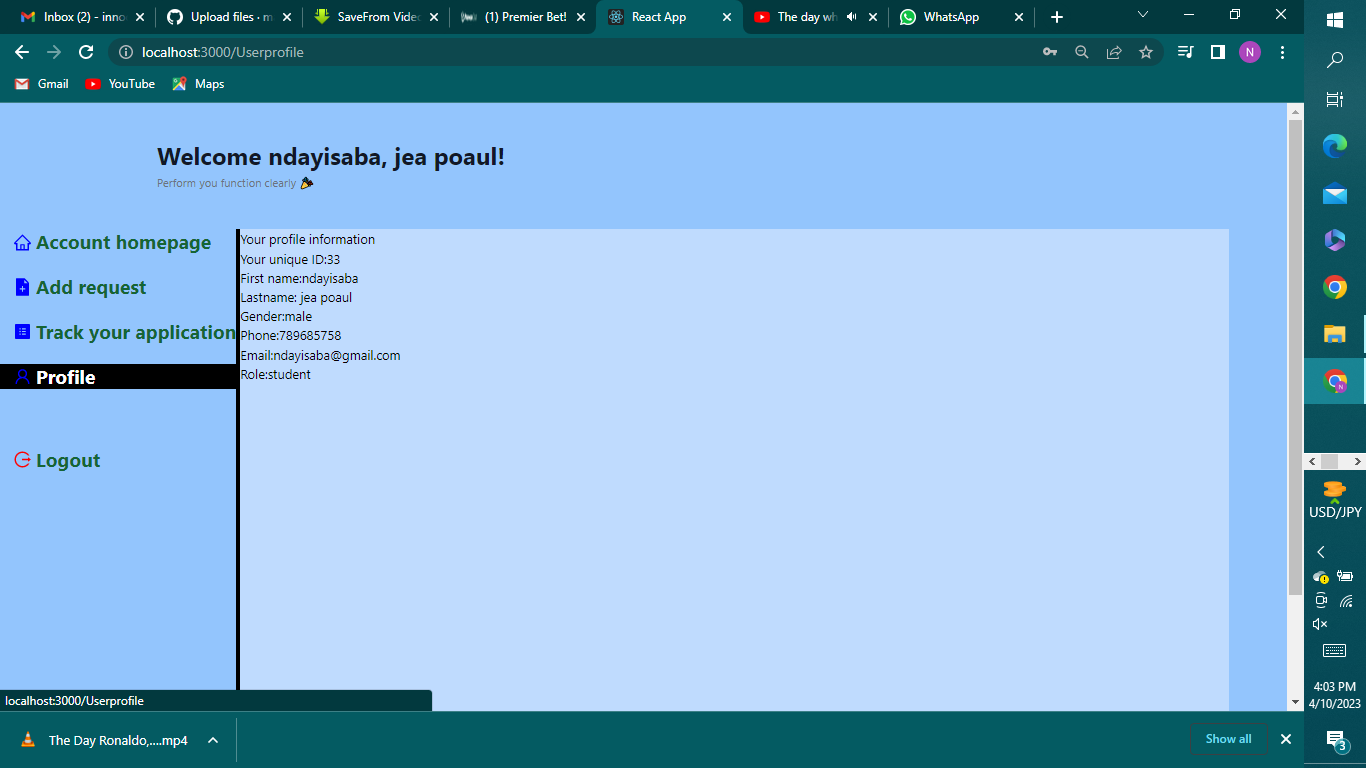 Inbox (2) - inno
Upload files · m
SaveFrom Video
(1) Premier Bet!
React App
The day wh
WhatsApp
localhost:3000/Userprofile
N
Gmail
YouTube
Maps
Welcome ndayisaba, jea poaul!
Perform you function clearly
Account homepage
Add request
Track your application
Profile
Logout
Your profile information
Your unique ID:33
First name:ndayisaba
Lastname: jea poaul
Gender:male
Phone:789685758
Email:ndayisaba@gmail.com
Role:student
localhost:3000/Userprofile
The Day Ronaldo,....mp4
Show all
N
USD/JPY
4:03 PM
4/10/2023
3